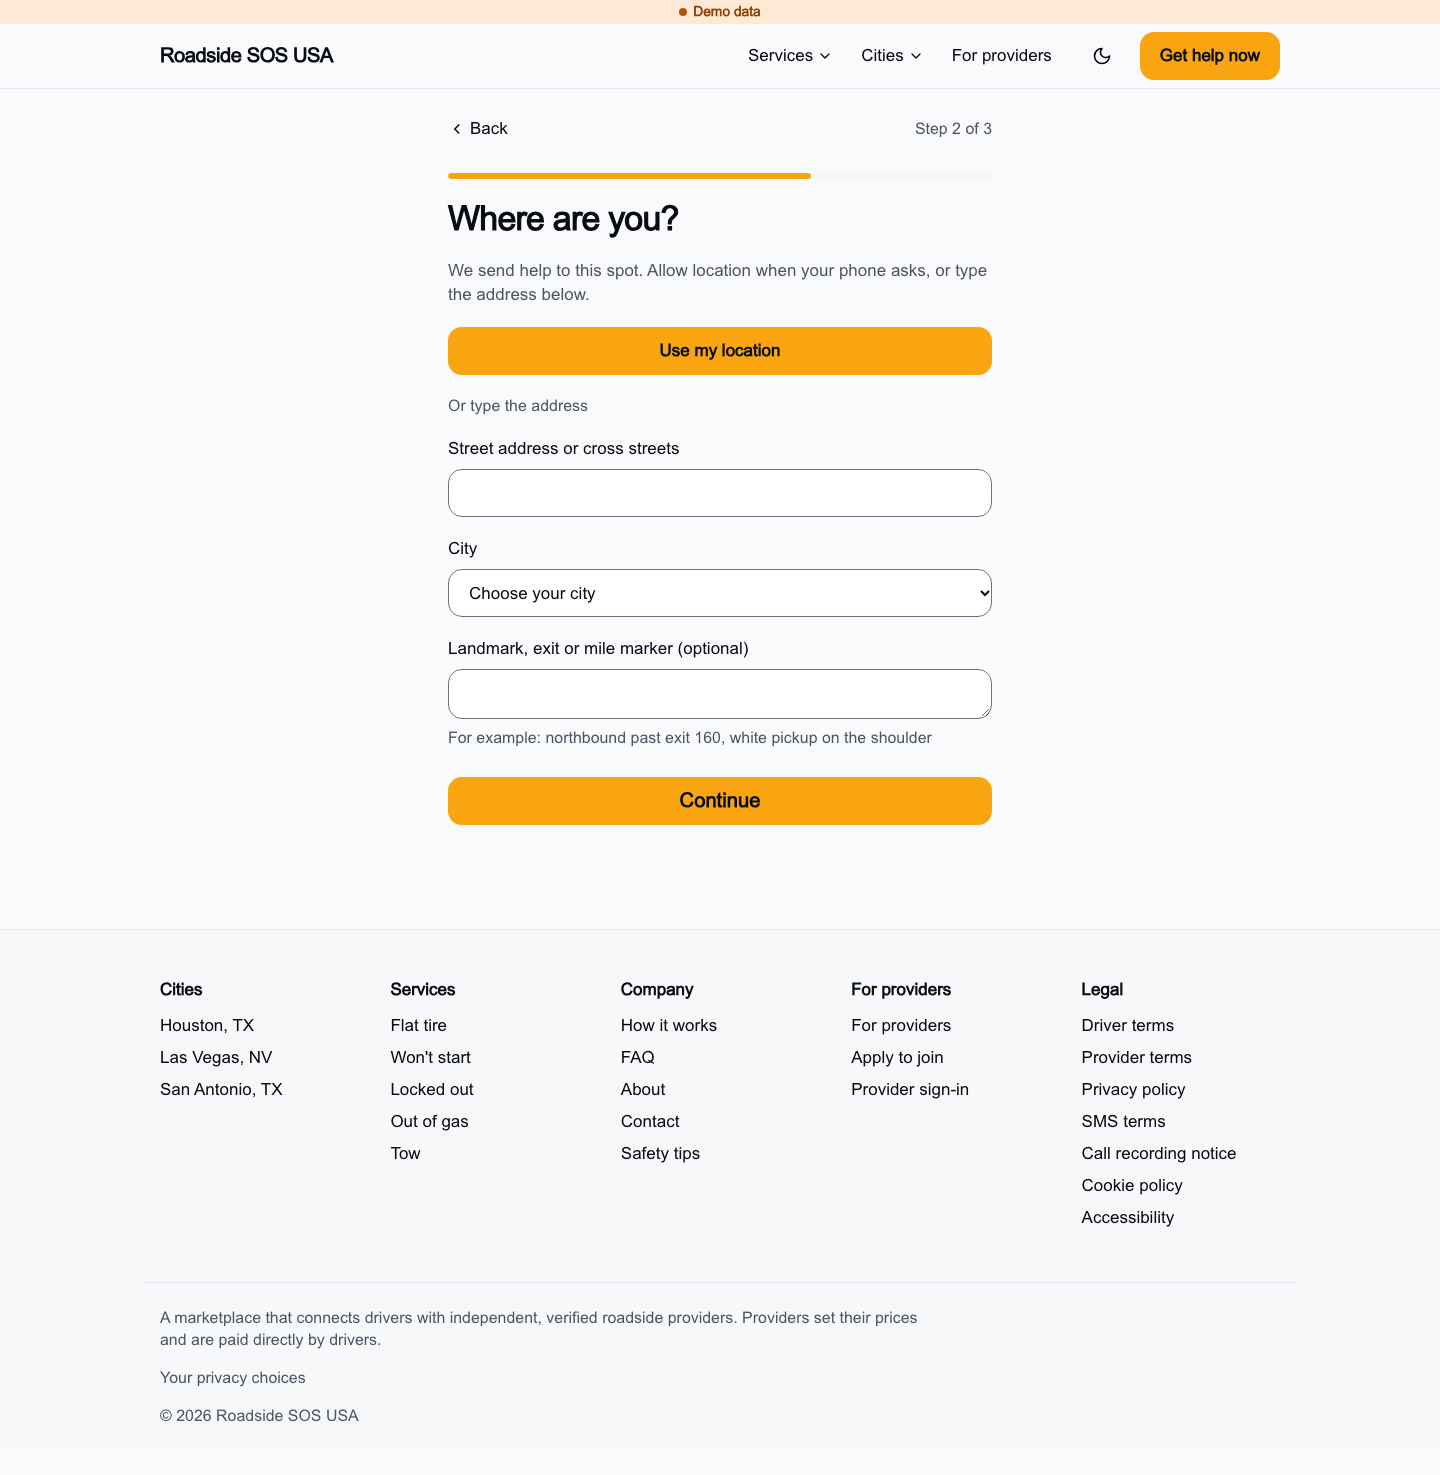 Demo data
Roadside SOS USA
Services
Cities
For providers
Get help now
Back
Step 2 of 3
Where are you?
We send help to this spot. Allow location when your phone asks, or type
the address below.
Use my location
Or type the address
Street address or cross streets
City
Choose your city
Landmark, exit or mile marker (optional)
For example: northbound past exit 160, white pickup on the shoulder
Continue
Cities
Houston, TX
Las Vegas, NV
San Antonio, TX
Services
Flat tire
Won't start
Locked out
Out of gas
Tow
Company
How it works
FAQ
About
Contact
Safety tips
For providers
For providers
Apply to join
Provider sign-in
Legal
Driver terms
Provider terms
Privacy policy
SMS terms
Call recording notice
Cookie policy
Accessibility
A marketplace that connects drivers with independent, verified roadside providers. Providers set their prices
and are paid directly by drivers.
Your privacy choices
© 2026 Roadside SOS USA